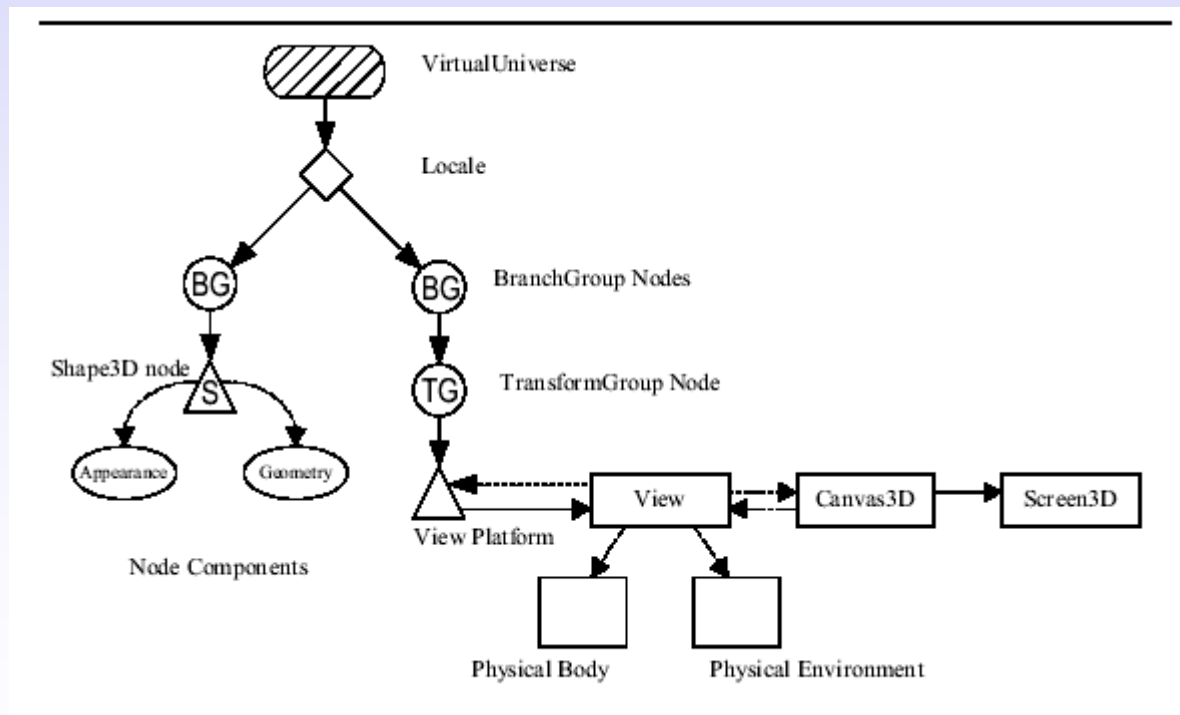 VirtualUniverse
Locale
BG
BG
BranchGroup Nodes
Shape3D node
S
TG
TransformGroup Node
Appearance
Geometry
View
Canvas3D
Screen3D
View Platform
Node Components
Physical Body
Physical Environment